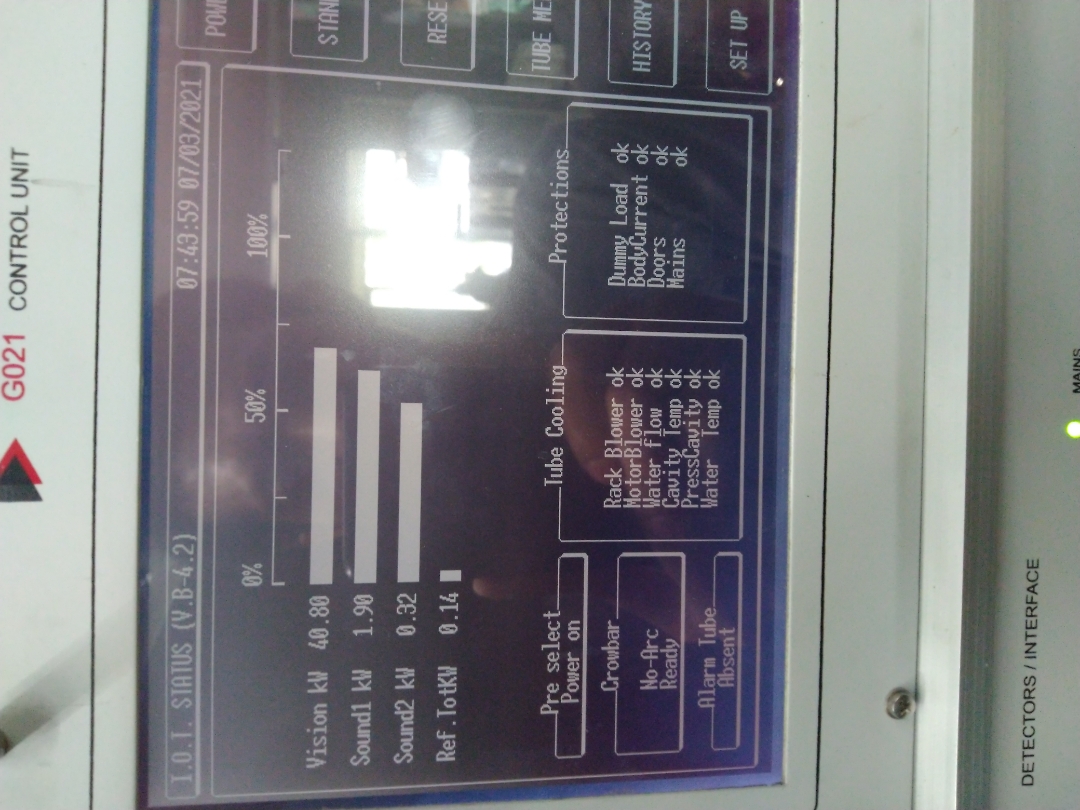 G021 CONTROL UNIT
I.O.T. STATUS (V.B-4.2) 07:43:59 07/03/2021
0% 50% 100%
Vision kW 40.80
Sound1 kW 1.90
Sound2 kW 0.32
Ref.TotKW 0.14
POW
STAN
RESE
TUBE ME
HISTORY
SET UP
Pre select
Power on
Crowbar
No-Arc
Ready
Alarm Tube
Absent
Tube Cooling
Rack Blower ok
MotorBlower ok
Water flow ok
Cavity Temp ok
PressCavity ok
Water Temp ok
Protections
Dummy Load ok
BodyCurrent ok
Doors ok
Mains ok
DETECTORS / INTERFACE
MAINS